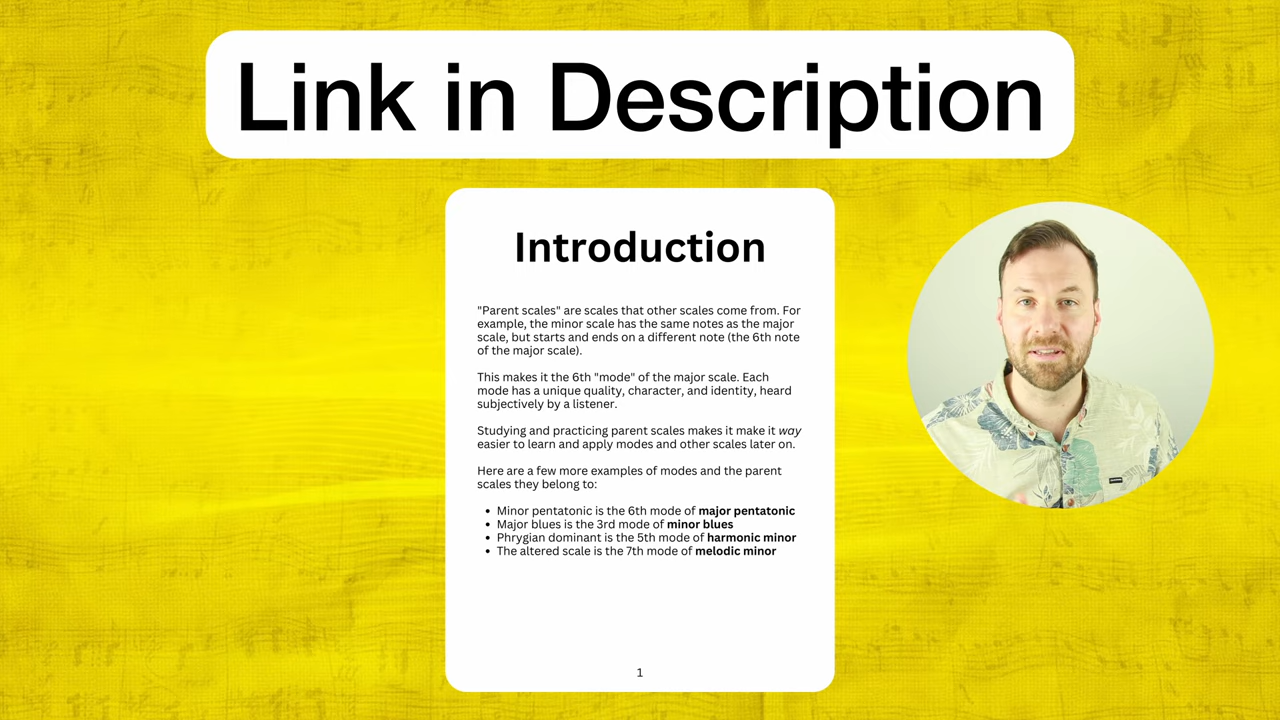 Link in Description
Introduction
"Parent scales" are scales that other scales come from. For
example, the minor scale has the same notes as the major
scale, but starts and ends on a different note (the 6th note
of the major scale).
This makes it the 6th "mode" of the major scale. Each
mode has a unique quality, character, and identity, heard
subjectively by a listener.
Studying and practicing parent scales makes it make it way
easier to learn and apply modes and other scales later on.
Here are a few more examples of modes and the parent
scales they belong to:
• Minor pentatonic is the 6th mode of major pentatonic
• Major blues is the 3rd mode of minor blues
• Phrygian dominant is the 5th mode of harmonic minor
• The altered scale is the 7th mode of melodic minor
1